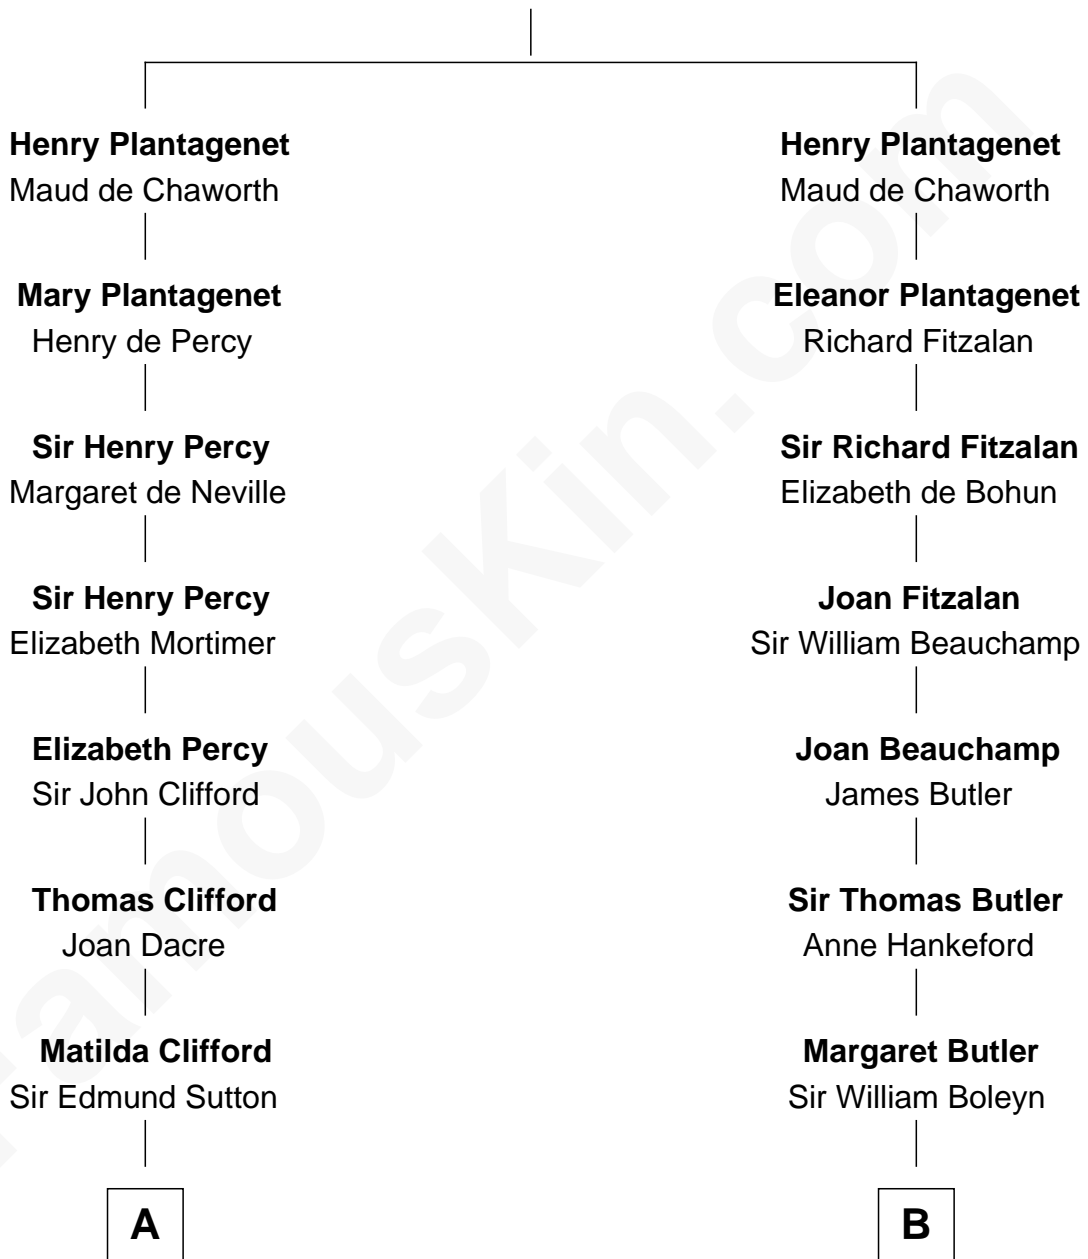 Henry Plantagenet
Maud de Chaworth
Mary Plantagenet
Henry de Percy
Sir Henry Percy
Margaret de Neville
Sir Henry Percy
Elizabeth Mortimer
Elizabeth Percy
Sir John Clifford
Thomas Clifford
Joan Dacre
Matilda Clifford
Sir Edmund Sutton
A
Henry Plantagenet
Maud de Chaworth
Eleanor Plantagenet
Richard Fitzalan
Sir Richard Fitzalan
Elizabeth de Bohun
Joan Fitzalan
Sir William Beauchamp
Joan Beauchamp
James Butler
Sir Thomas Butler
Anne Hankeford
Margaret Butler
Sir William Boleyn
B
FamousKin.com